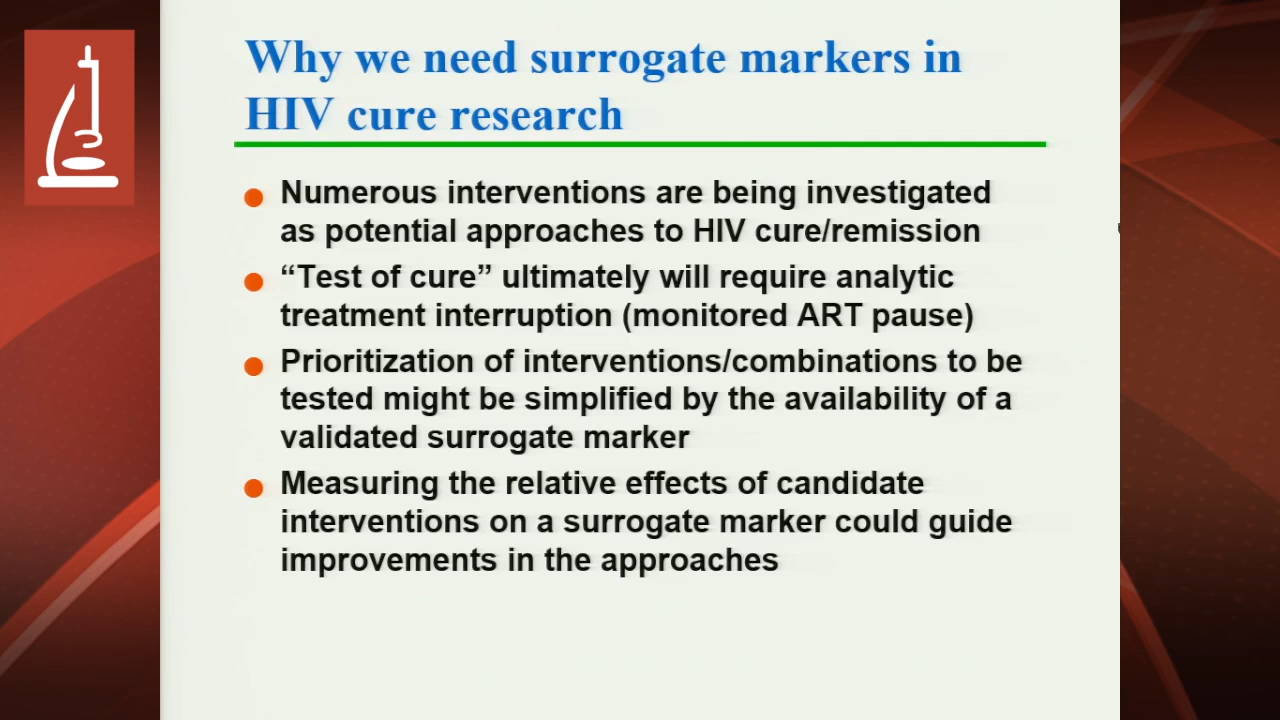 Why we need surrogate markers in
HIV cure research
Numerous interventions are being investigated
as potential approaches to HIV cure/remission
“Test of cure” ultimately will require analytic
treatment interruption (monitored ART pause)
Prioritization of interventions/combinations to be
tested might be simplified by the availability of a
validated surrogate marker
Measuring the relative effects of candidate
interventions on a surrogate marker could guide
improvements in the approaches